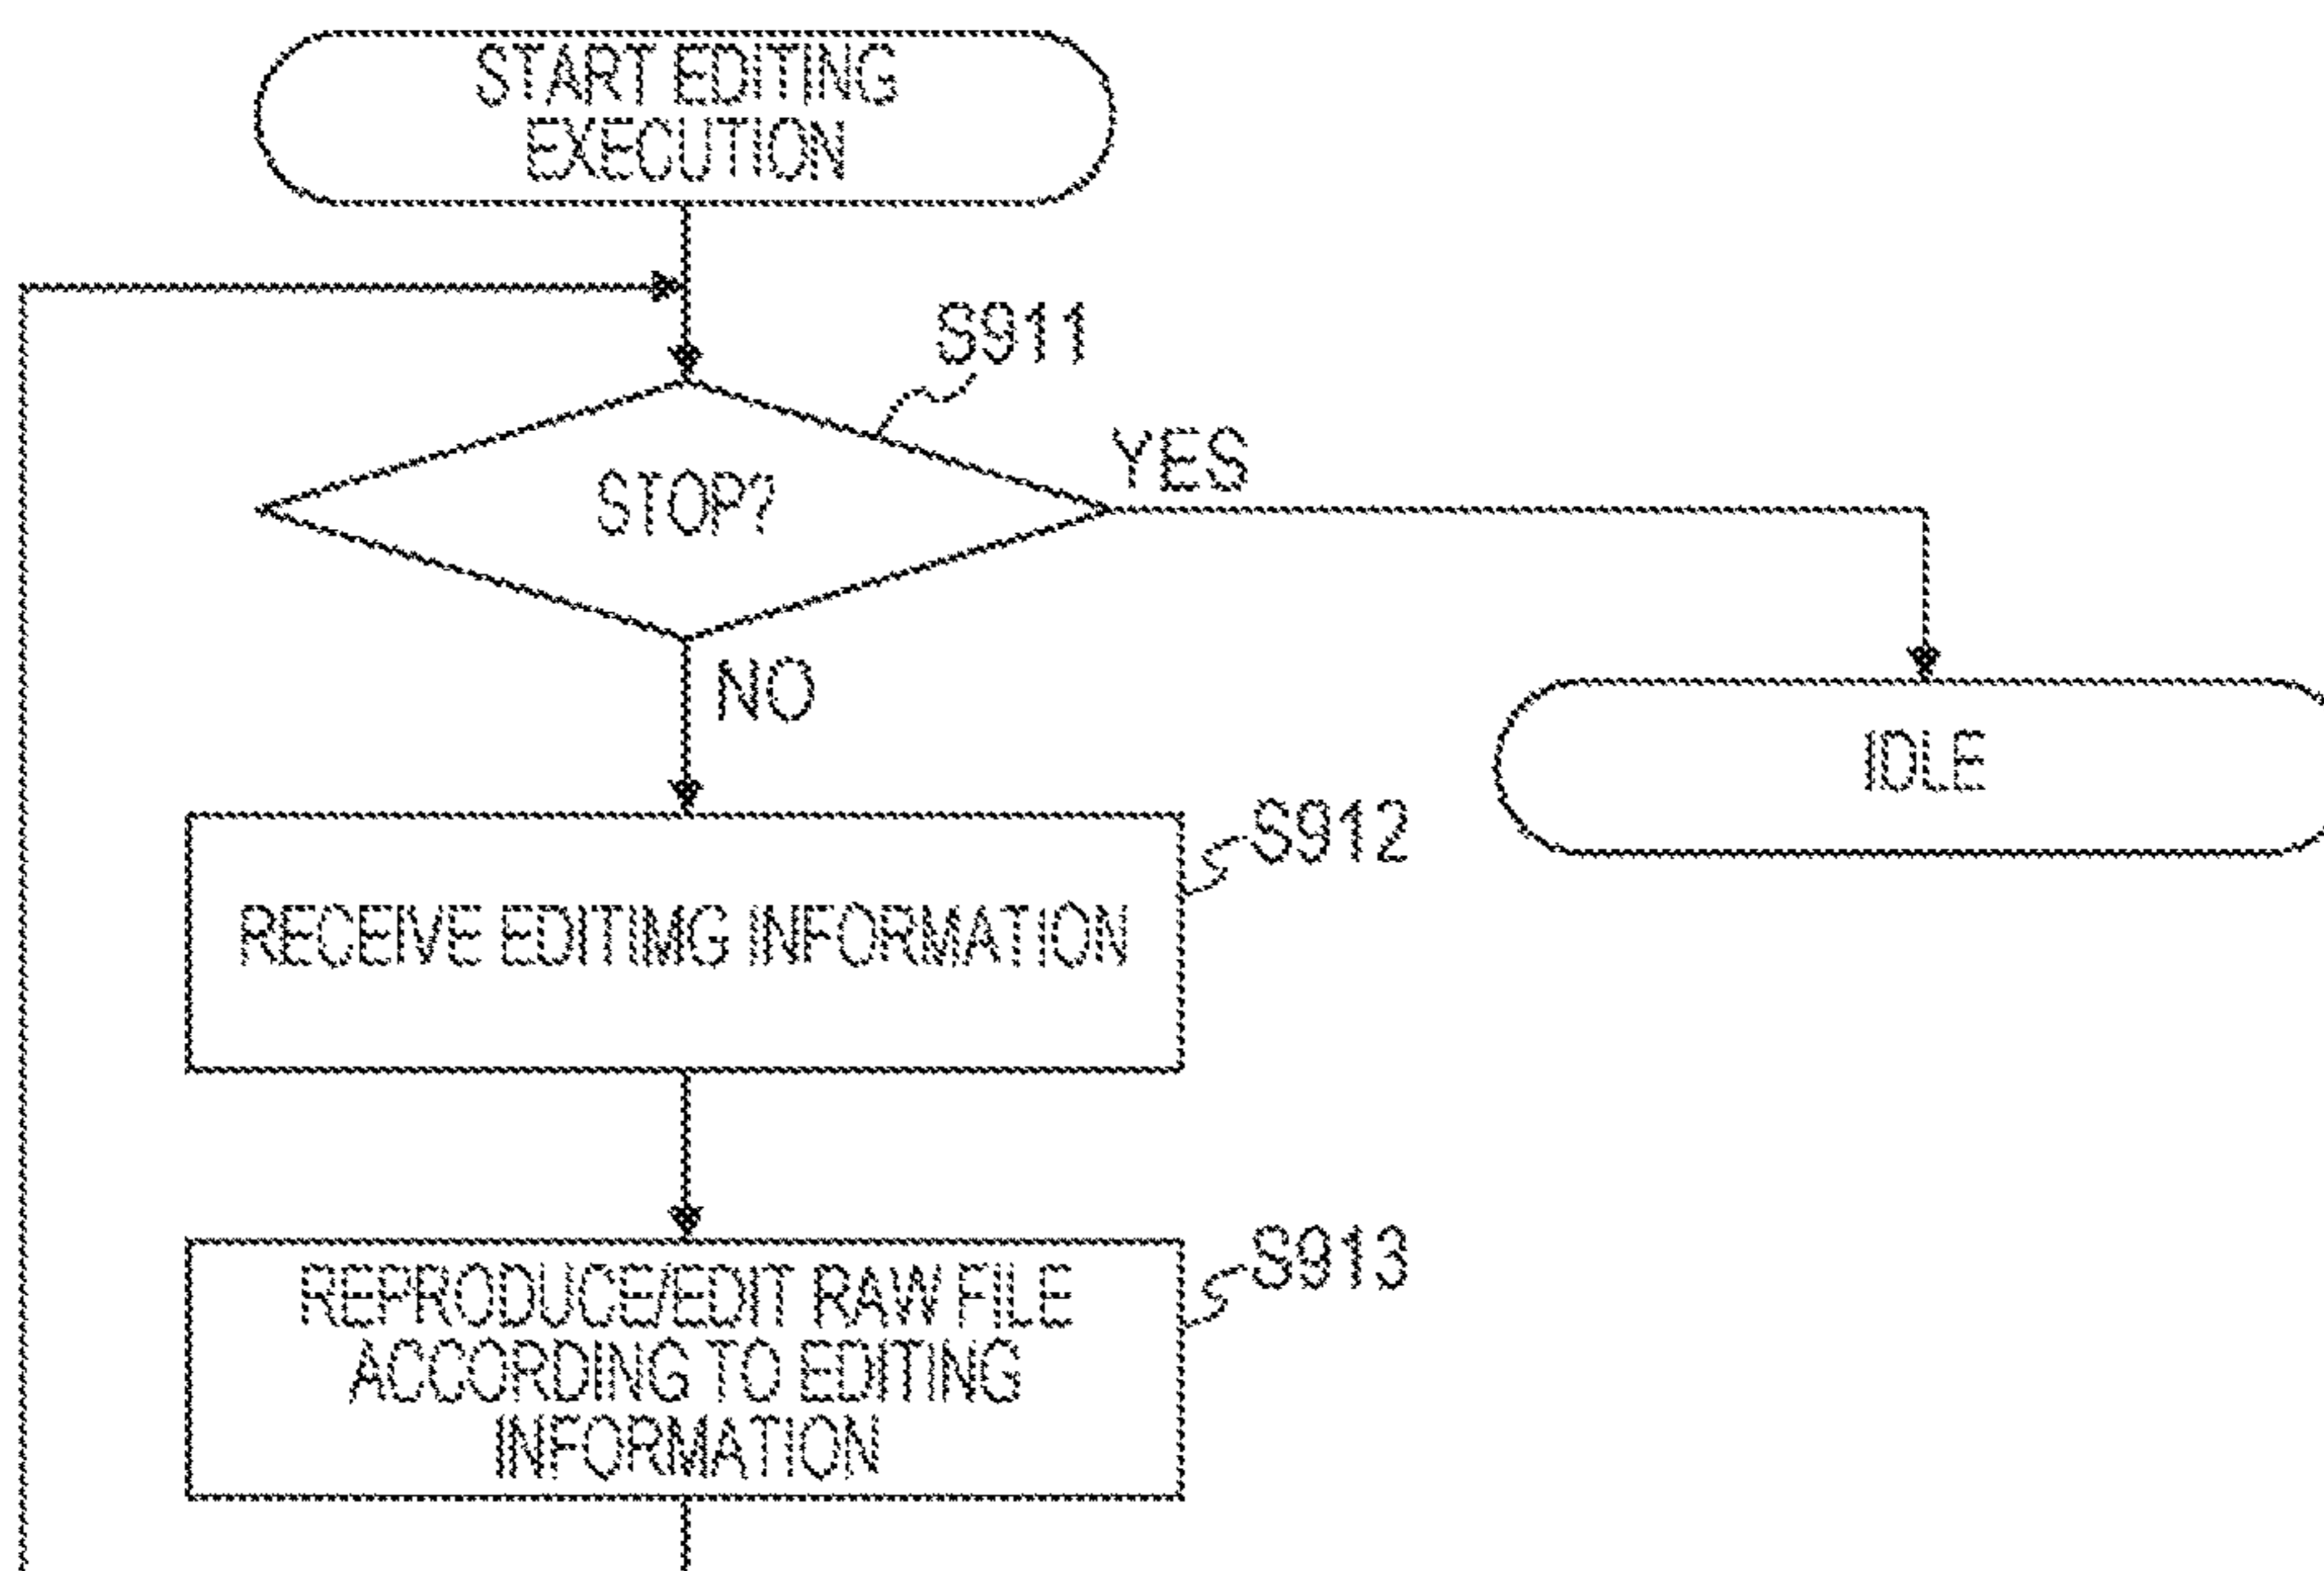 START EDITING
EXECUTION
S911
STOP?
YES
NO
IDLE
S912
RECEIVE EDITIMG INFORMATION
S913
REPRODUCE/EDIT RAW FILE
ACCORDING TO EDITING
INFORMATION